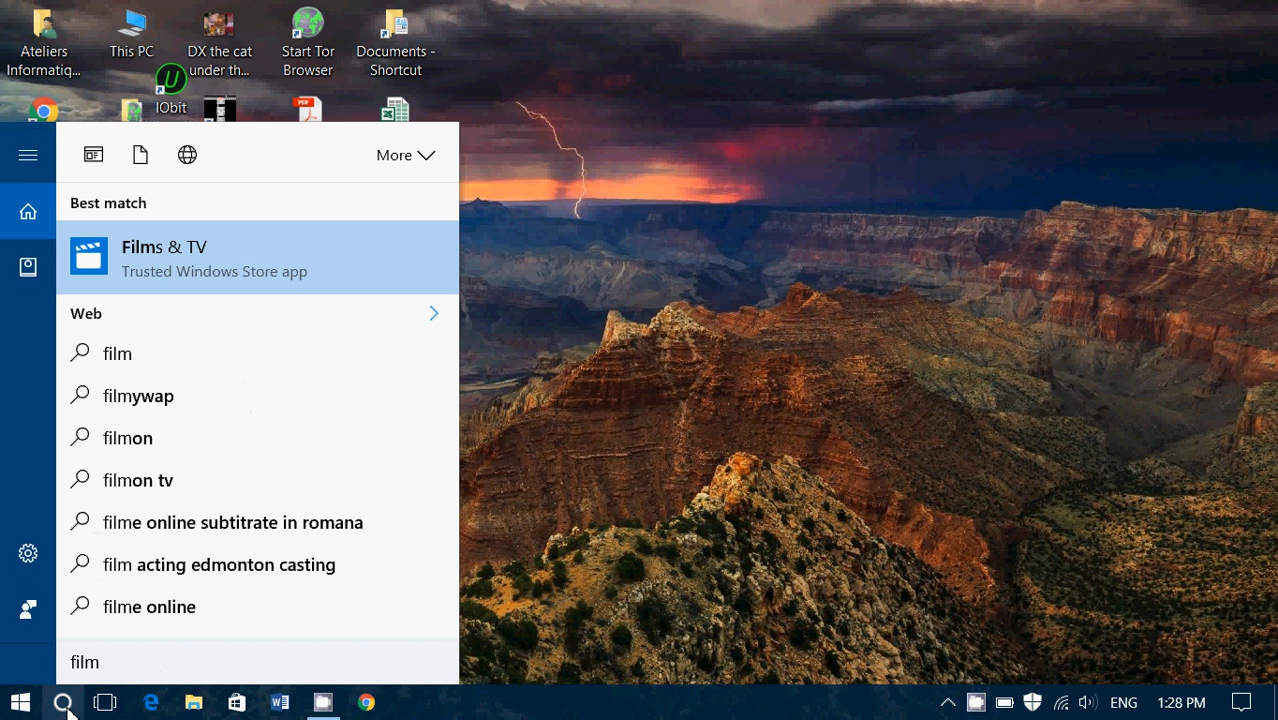 Ateliers
Informatiq...
This PC
DX the cat
under th...
Start Tor
Browser
Documents -
Shortcut
IObit
PDF
More
Best match
Films & TV
Trusted Windows Store app
Web
film
filmywap
filmon
filmon tv
filme online subtitrate in romana
film acting edmonton casting
filme online
film
ENG
1:28 PM